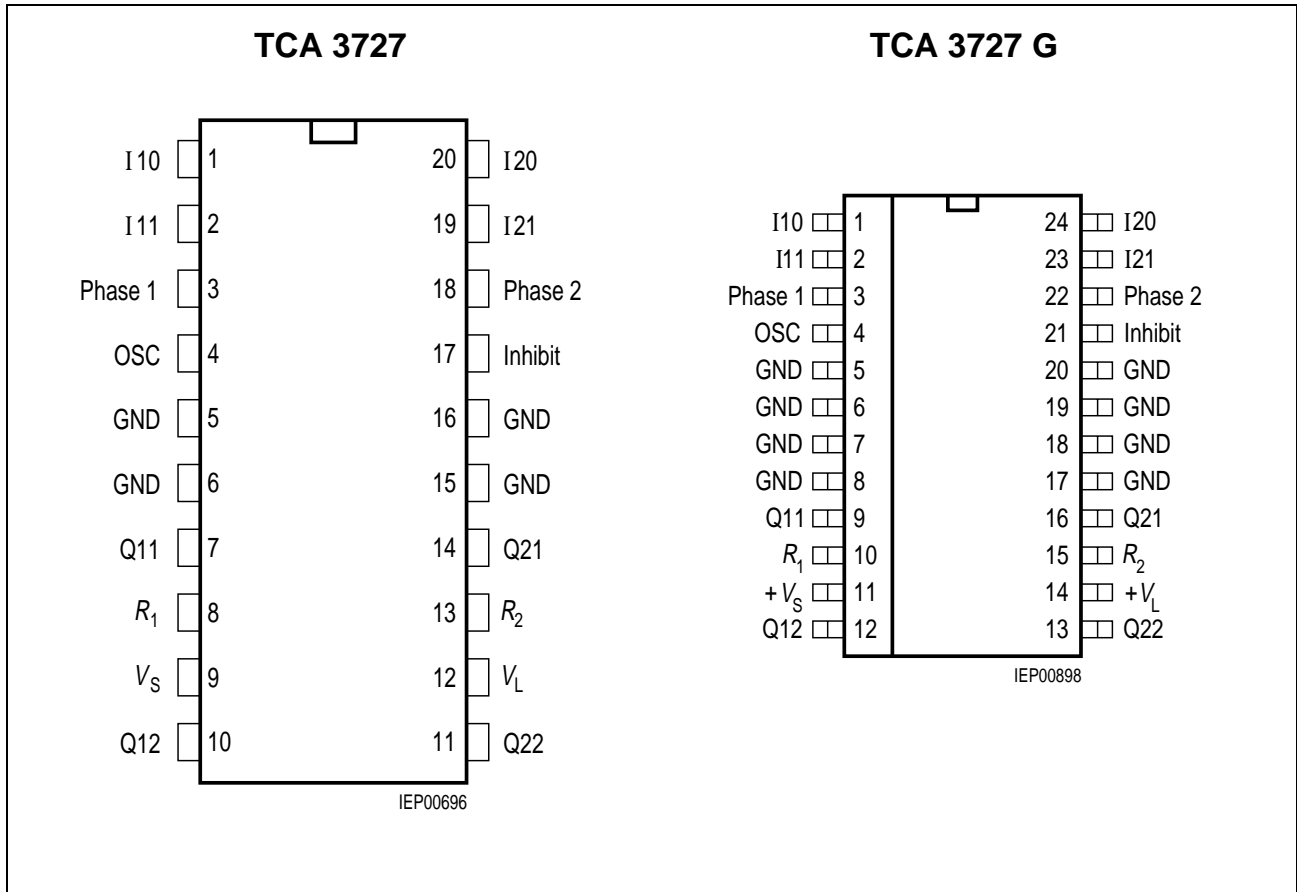 TCA 3727
I10 1 20 I20
I11 2 19 I21
Phase 1 3 18 Phase 2
OSC 4 17 Inhibit
GND 5 16 GND
GND 6 15 GND
Q11 7 14 Q21
R1 8 13 R2
VS 9 12 VL
Q12 10 11 Q22
IEP00696
TCA 3727 G
I10 1 24 I20
I11 2 23 I21
Phase 1 3 22 Phase 2
OSC 4 21 Inhibit
GND 5 20 GND
GND 6 19 GND
GND 7 18 GND
GND 8 17 GND
Q11 9 16 Q21
R1 10 15 R2
+VS 11 14 +VL
Q12 12 13 Q22
IEP00898